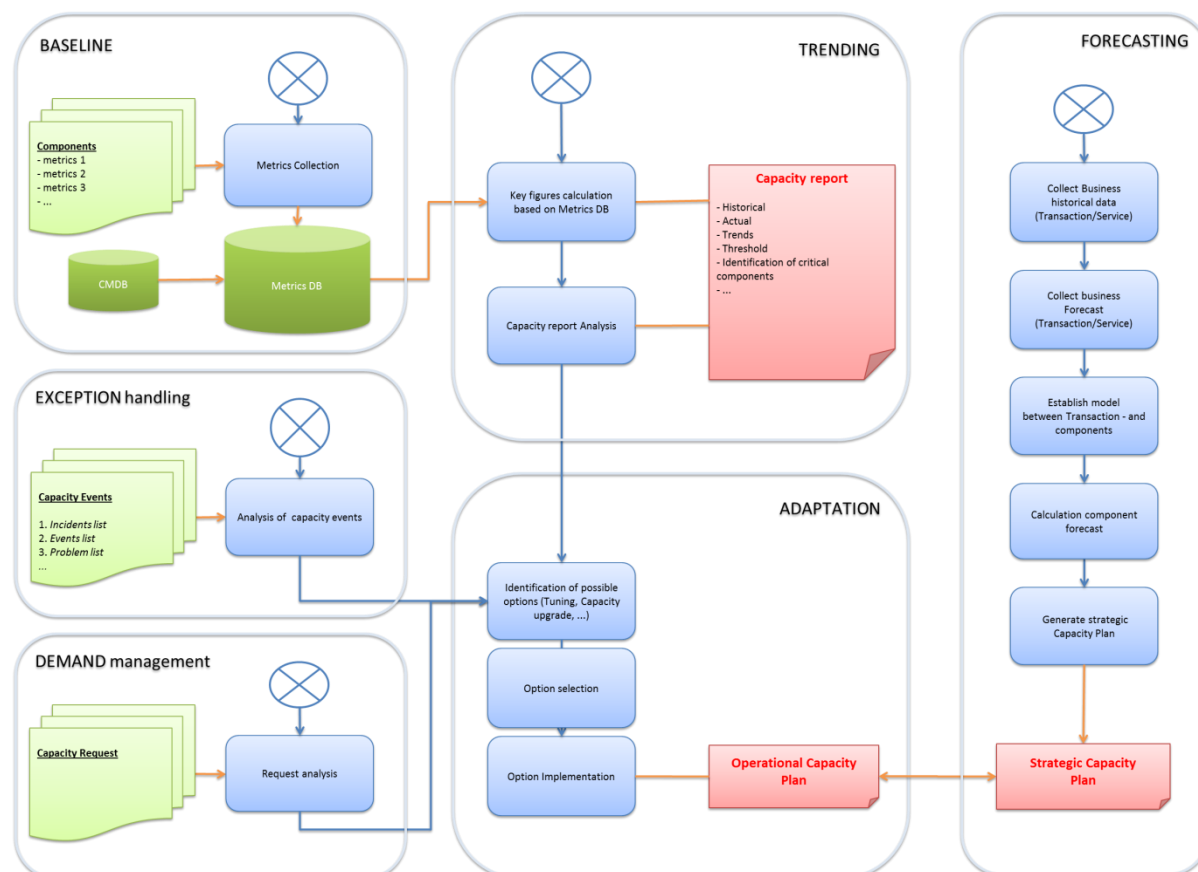 BASELINE
Components
- metrics 1
- metrics 2
- metrics 3
- ...
Metrics Collection
CMDB
Metrics DB
EXCEPTION handling
Capacity Events
1. Incidents list
2. Events list
3. Problem list
...
Analysis of capacity events
DEMAND management
Capacity Request
Request analysis
TRENDING
Key figures calculation
based on Metrics DB
Capacity report Analysis
Capacity report
- Historical
- Actual
- Trends
- Threshold
- Identification of critical
components
- ...
ADAPTATION
Identification of possible
options (Tuning, Capacity
upgrade, ...)
Option selection
Option Implementation
Operational Capacity
Plan
FORECASTING
Collect Business
historical data
(Transaction/Service)
Collect business
Forecast
(Transaction/Service)
Establish model
between Transaction - and
components
Calculation component
forecast
Generate strategic
Capacity Plan
Strategic Capacity
Plan